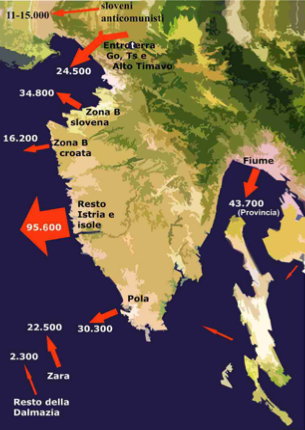 11-15.000
sloveni
anticomunisti
Entroterra
Go, Ts e
Alto Timavo
24.500
34.800
Zona B
slovena
16.200
Zona B
croata
Fiume
43.700
(Provincia)
Resto
Istria e
isole
95.600
Pola
30.300
22.500
2.300
Zara
Resto della
Dalmazia